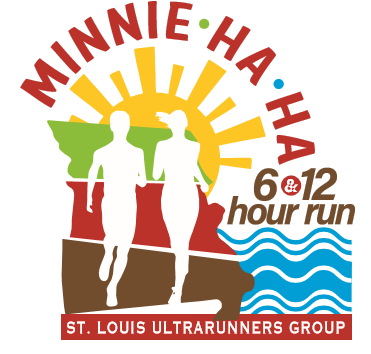 MINNIE·HA·HA
6 & 12
hour run
ST. LOUIS ULTRARUNNERS GROUP